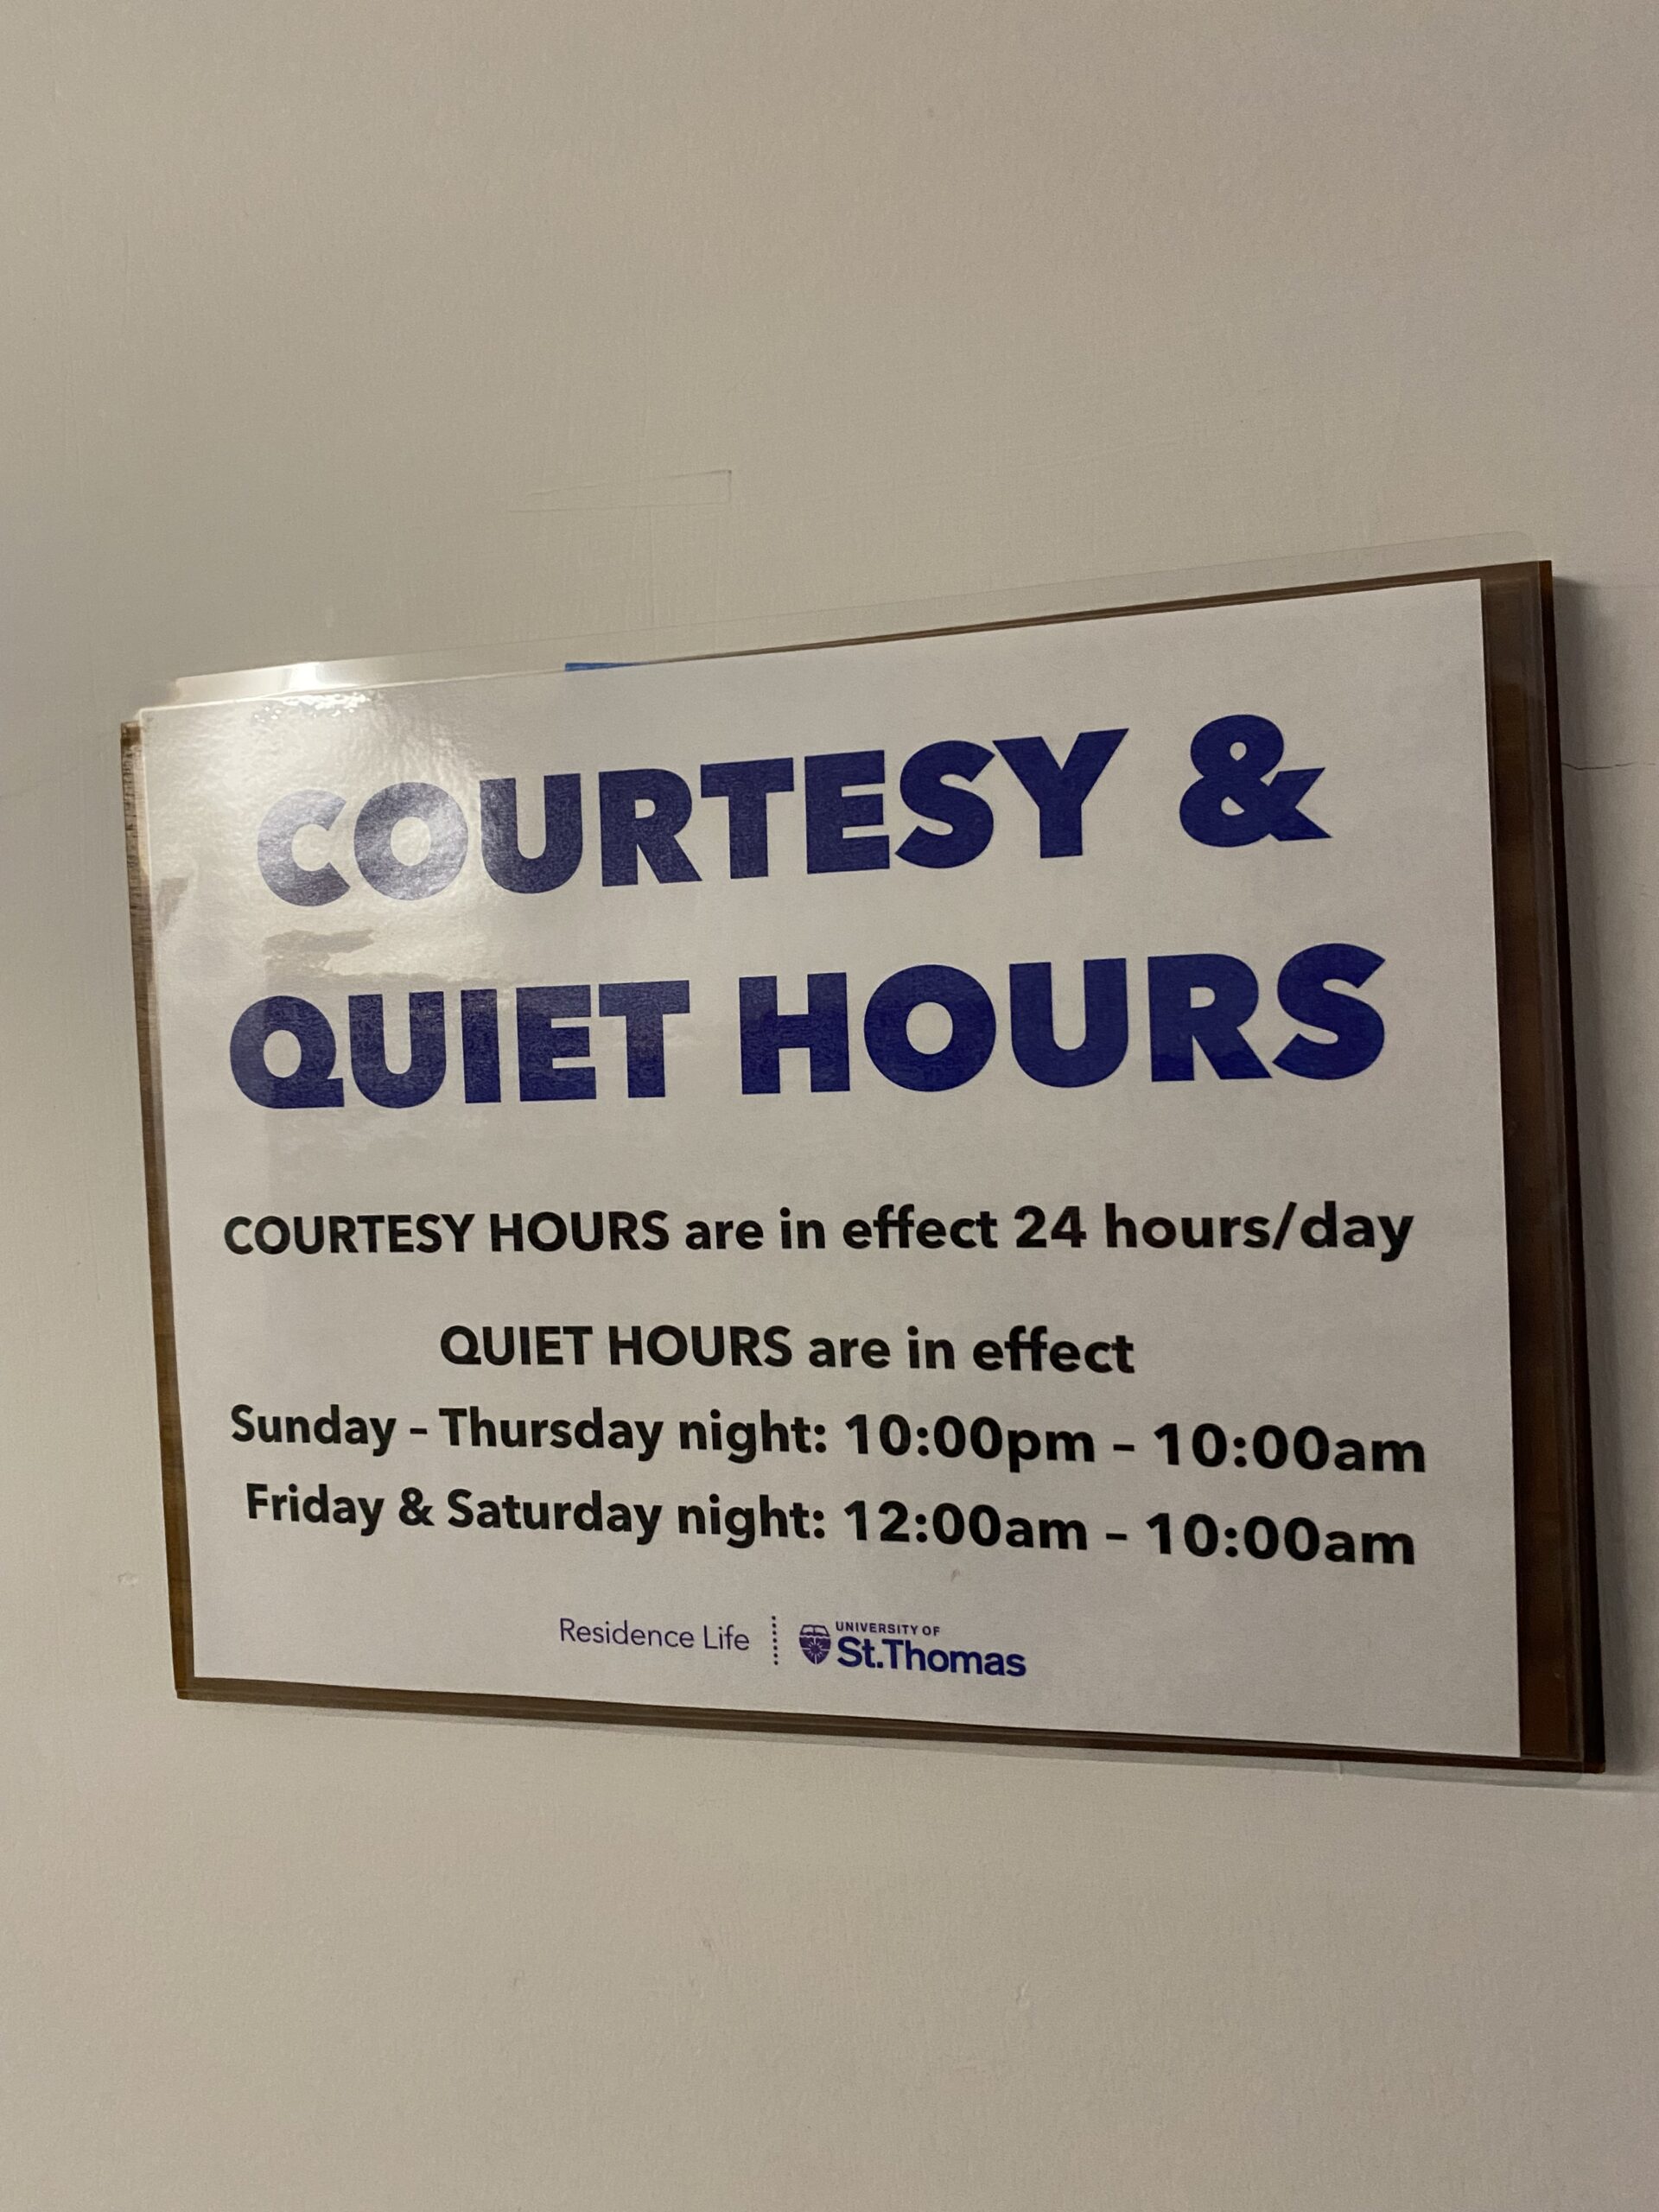 COURTESY &
QUIET HOURS
COURTESY HOURS are in effect 24 hours/day
QUIET HOURS are in effect
Sunday – Thursday night: 10:00pm – 10:00am
Friday & Saturday night: 12:00am – 10:00am
Residence Life
UNIVERSITY OF
St.Thomas